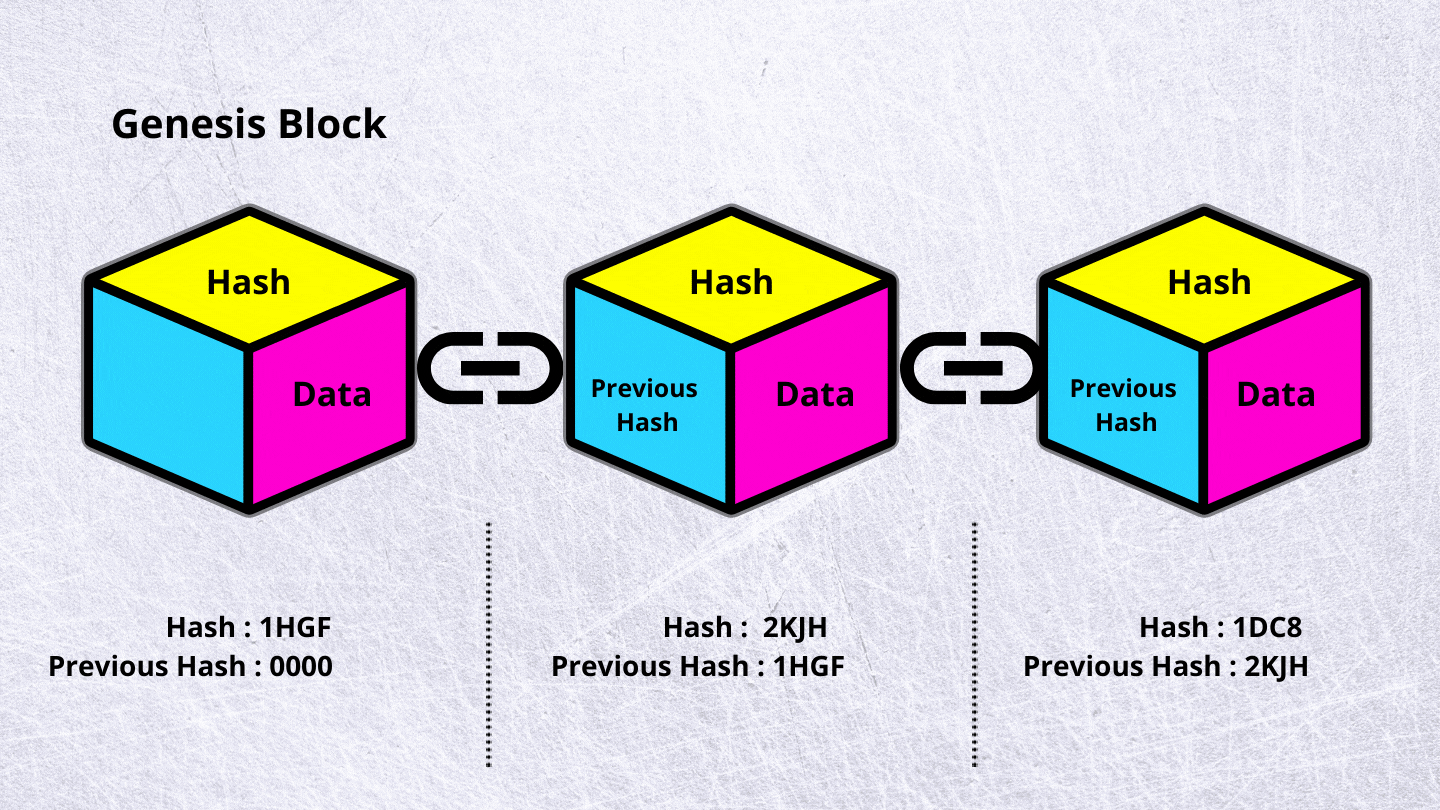 Genesis Block
Hash
Data
Hash
Previous
Hash
Data
Hash
Previous
Hash
Data
Hash : 1HGF
Previous Hash : 0000
Hash :  2KJH
Previous Hash : 1HGF
Hash : 1DC8
Previous Hash : 2KJH